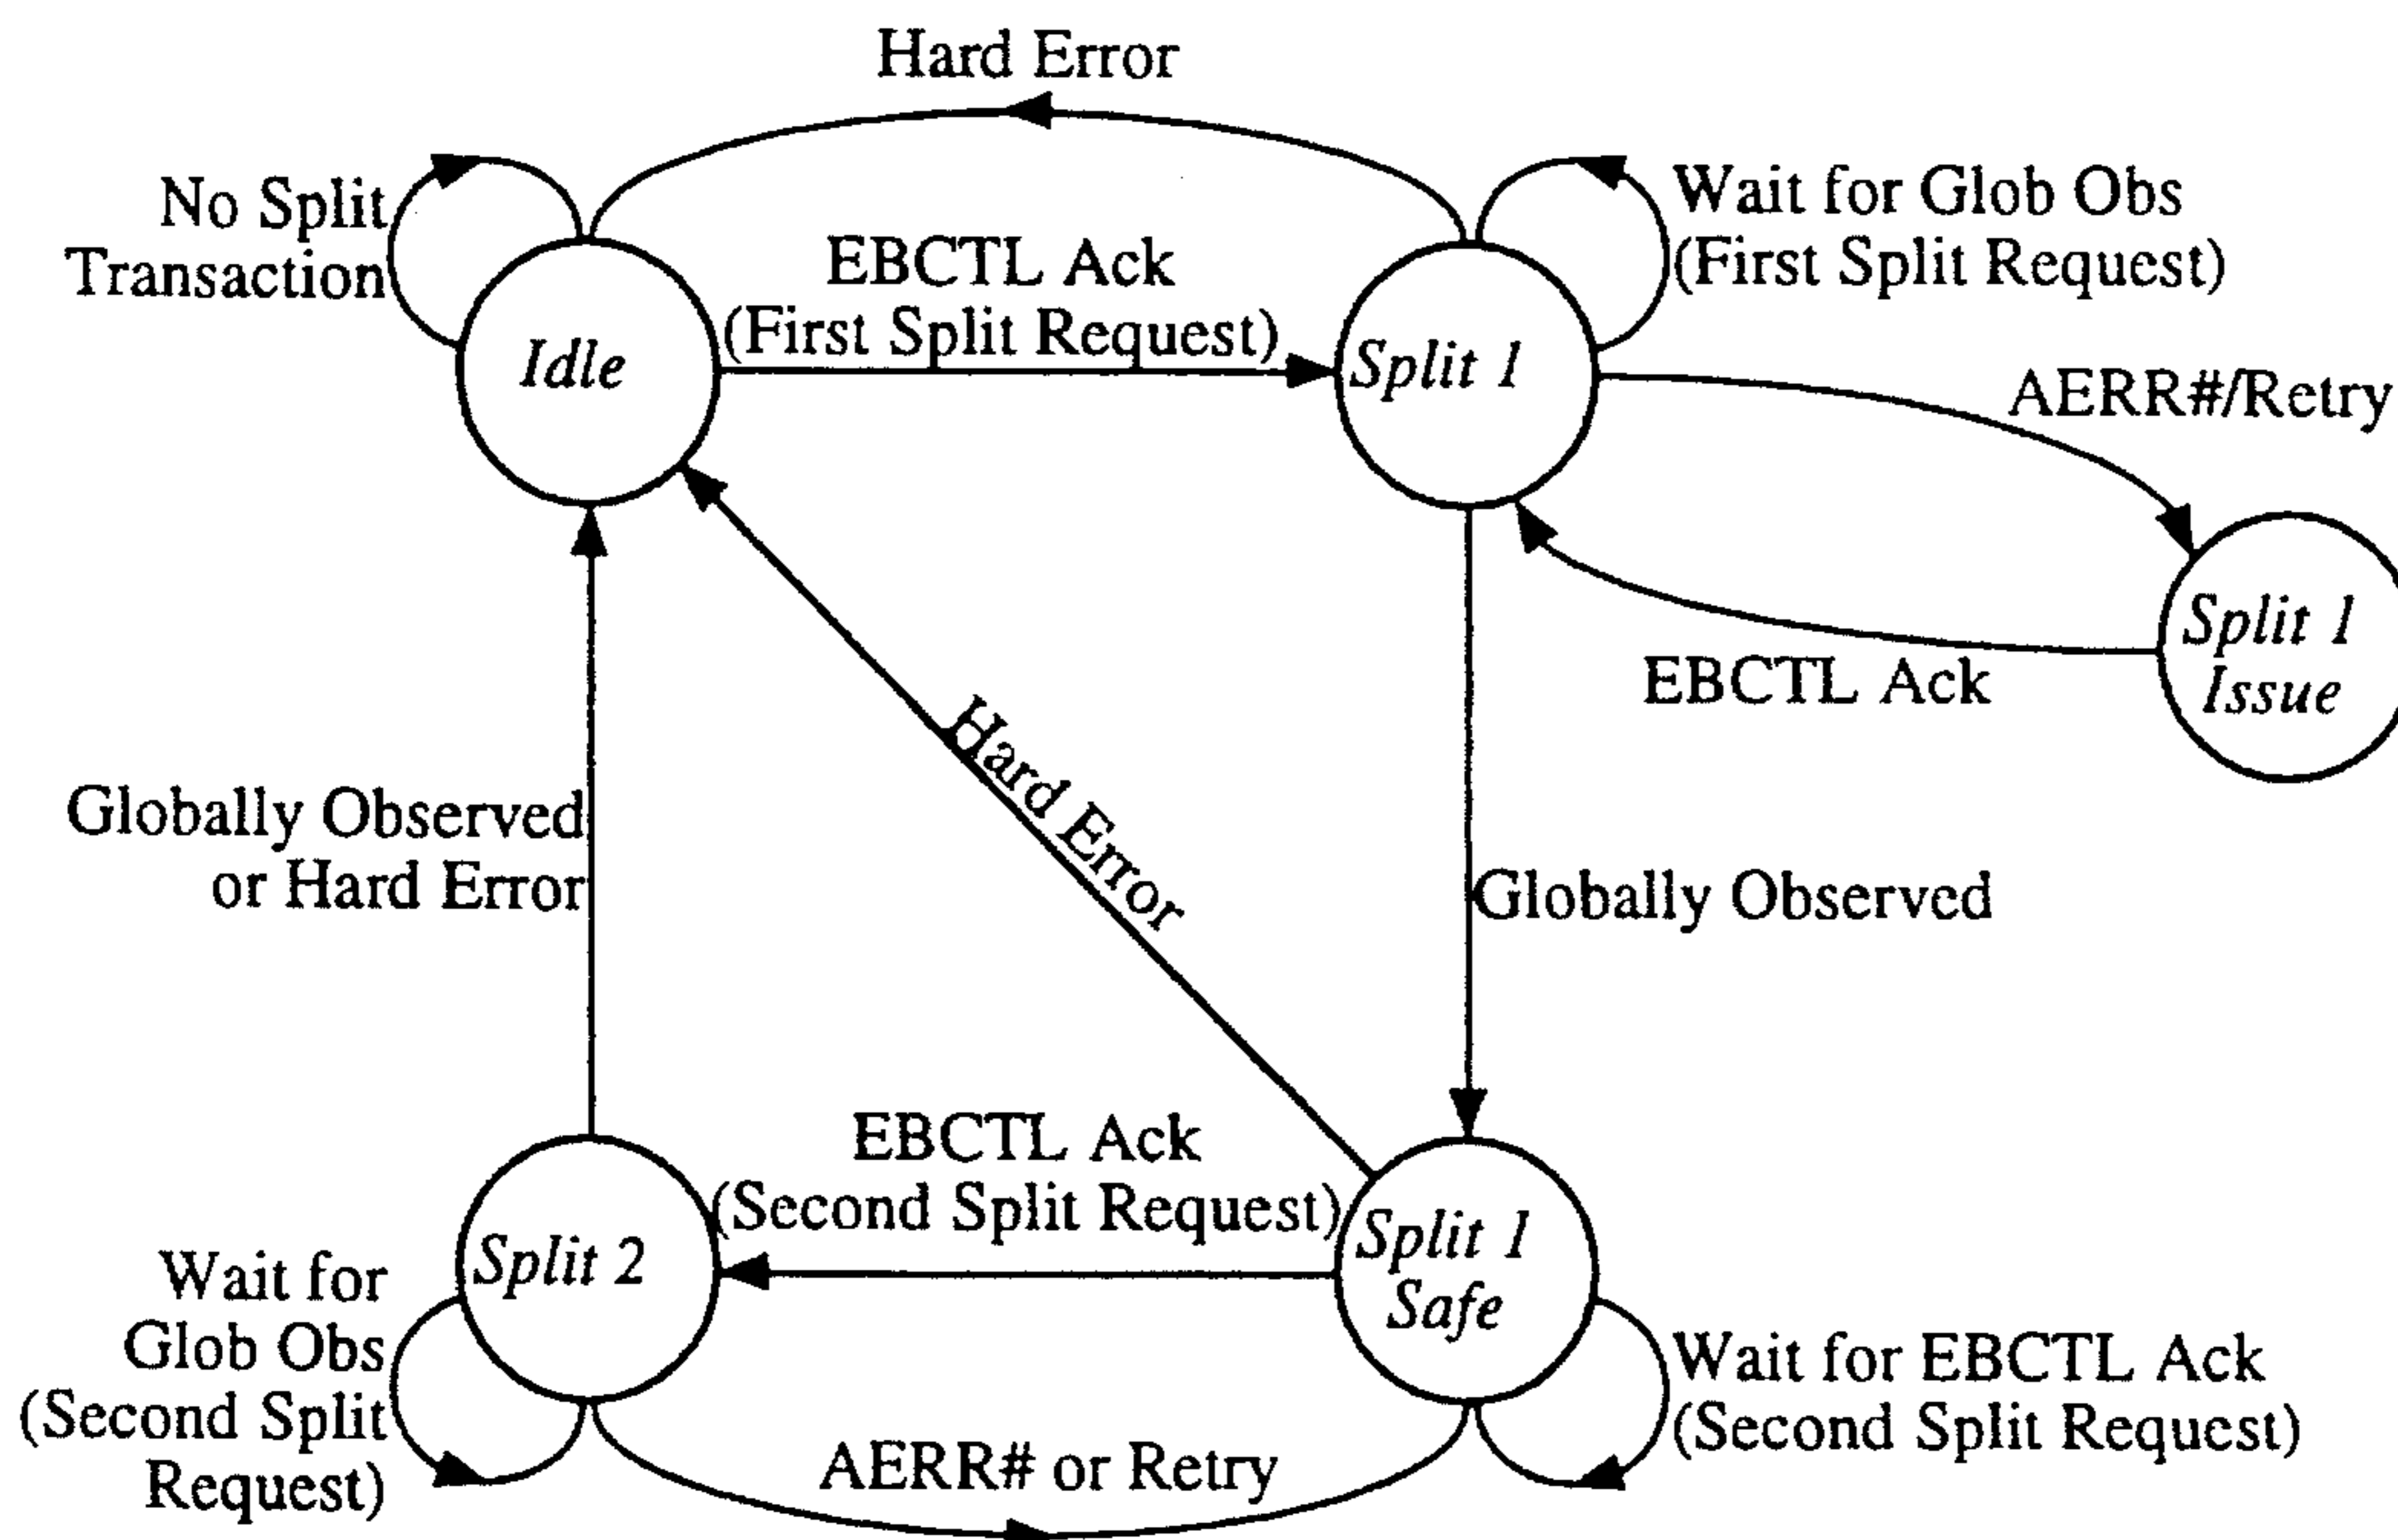 Hard Error
No Split
Transaction
EBCTL Ack
(First Split Request)
Wait for Glob Obs
(First Split Request)
Idle
Split 1
AERR#/Retry
Split 1
Issue
EBCTL Ack
Hard Error
Globally Observed
or Hard Error
Globally Observed
EBCTL Ack
(Second Split Request)
Split 2
Split 1
Safe
Wait for
Glob Obs
(Second Split
Request)
Wait for EBCTL Ack
(Second Split Request)
AERR# or Retry